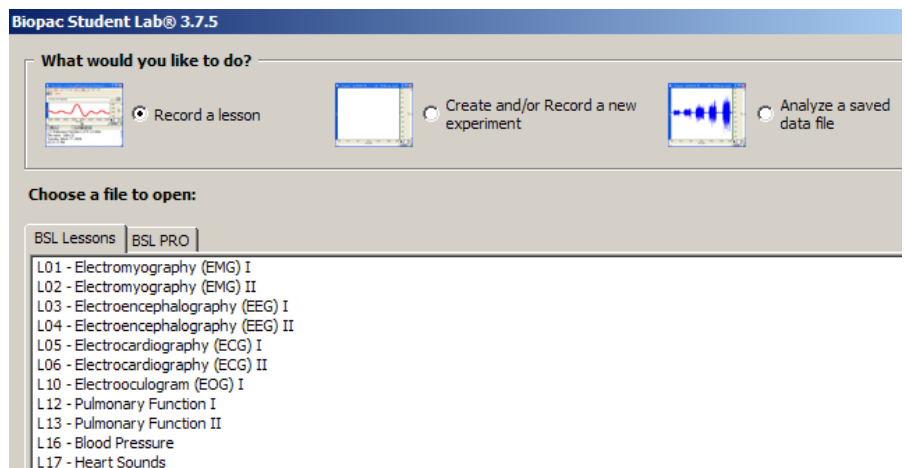 Biopac Student Lab® 3.7.5
What would you like to do?
Record a lesson
Create and/or Record a new
experiment
Analyze a saved
data file
Choose a file to open:
BSL Lessons
BSL PRO
L01 - Electromyography (EMG) I
L02 - Electromyography (EMG) II
L03 - Electroencephalography (EEG) I
L04 - Electroencephalography (EEG) II
L05 - Electrocardiography (ECG) I
L06 - Electrocardiography (ECG) II
L10 - Electrooculogram (EOG) I
L12 - Pulmonary Function I
L13 - Pulmonary Function II
L16 - Blood Pressure
L17 - Heart Sounds